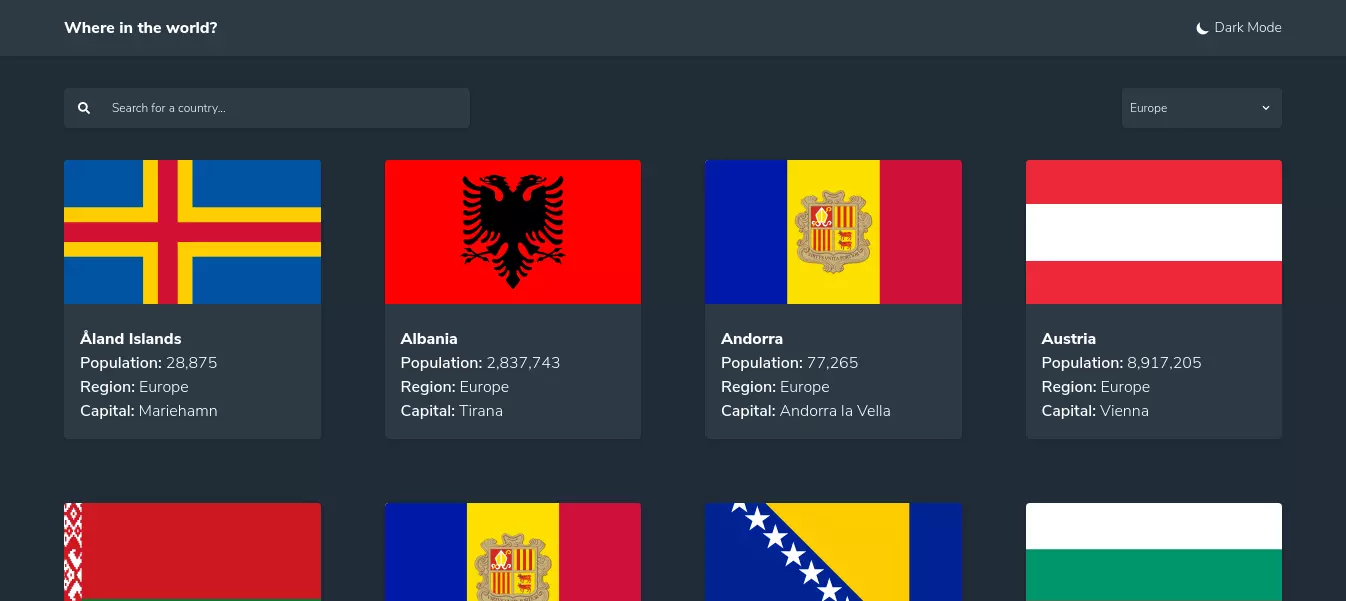 Where in the world?
Dark Mode
Search for a country...
Europe
Åland Islands
Population: 28,875
Region: Europe
Capital: Mariehamn
Albania
Population: 2,837,743
Region: Europe
Capital: Tirana
Andorra
Population: 77,265
Region: Europe
Capital: Andorra la Vella
Austria
Population: 8,917,205
Region: Europe
Capital: Vienna